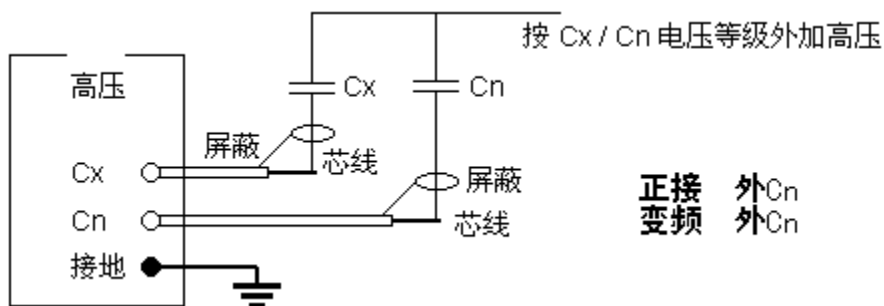 按 Cx / Cn 电压等级外加高压
高压
Cx
Cn
屏蔽
芯线
Cx
屏蔽
Cn
芯线
正接 外Cn
变频 外Cn
接地